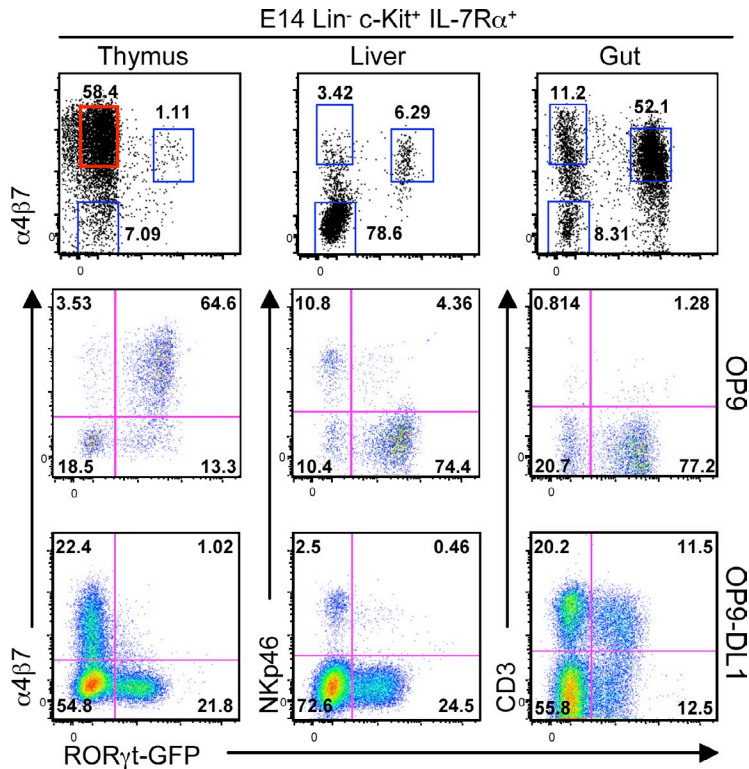 E14 Lin- c-Kit+ IL-7Rα+
Thymus Liver Gut
58.4 1.11 7.09
3.42 6.29 78.6
11.2 52.1 8.31
α4β7
0 0 0 0 0 0
3.53 64.6 10.8 4.36 0.814 1.28
18.5 13.3 10.4 74.4 20.7 77.2
0 0 0 0 0 0
OP9
22.4 1.02 2.5 0.46 20.2 11.5
54.8 21.8 72.6 24.5 55.8 12.5
0 0 0 0 0 0
α4β7 NKp46 CD3
OP9-DL1
RORγt-GFP